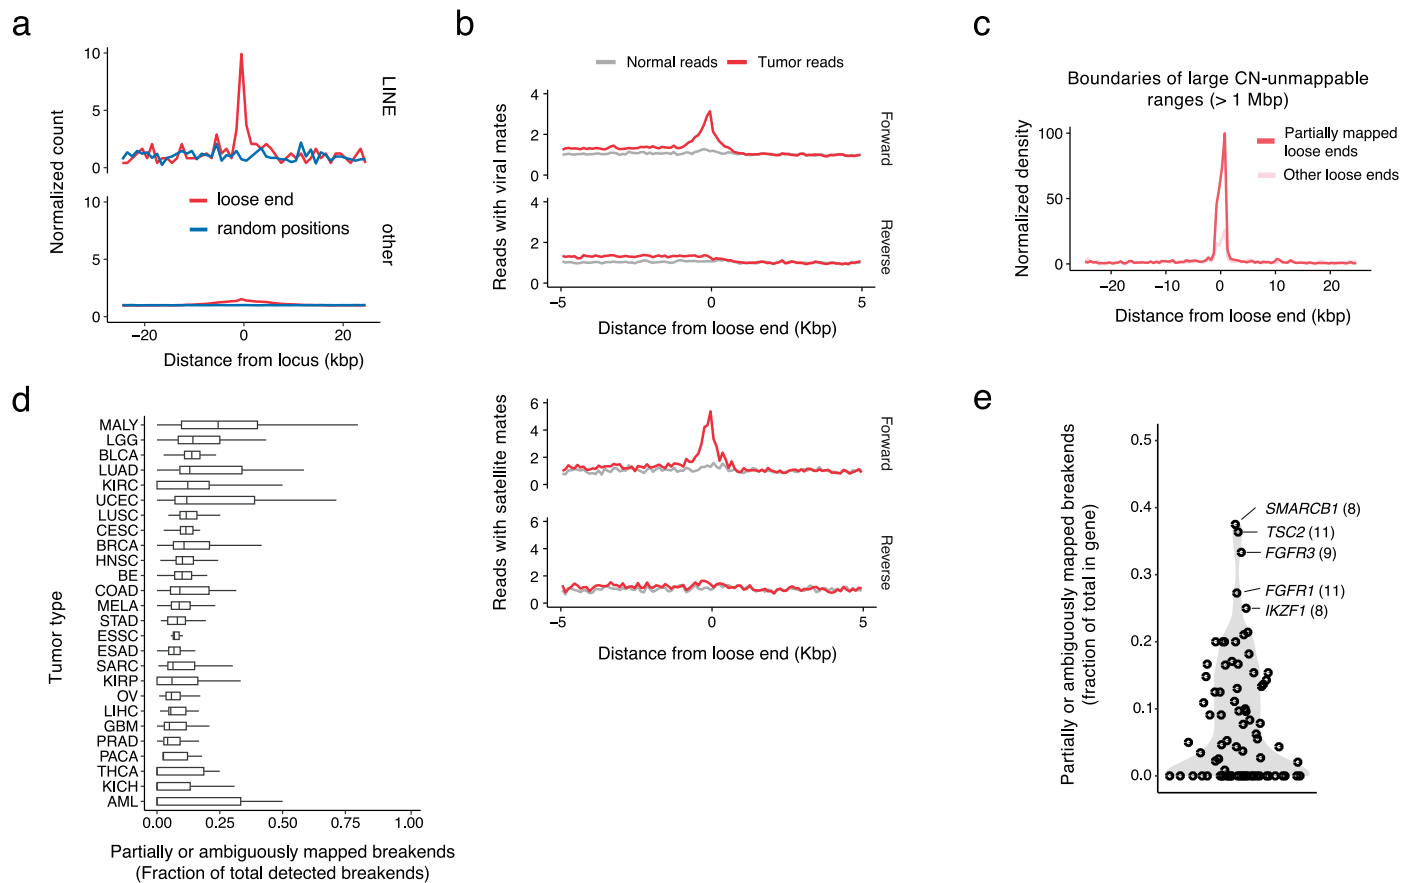 a
10
5
0
LINE
Normalized count
10
5
0
loose end
random positions
other
−20
0
20
Distance from locus (kbp)
b
Normal reads
Tumor reads
4
2
0
Forward
Reads with viral mates
4
2
0
Reverse
−5
0
5
Distance from loose end (Kbp)
6
4
2
0
Forward
Reads with satellite mates
6
4
2
0
Reverse
−5
0
5
Distance from loose end (Kbp)
c
Boundaries of large CN-unmappable
ranges (> 1 Mbp)
Normalized density
100
50
0
Partially mapped
loose ends
Other loose ends
−20
−10
0
10
20
Distance from loose end (kbp)
d
Tumor type
MALY
LGG
BLCA
LUAD
KIRC
UCEC
LUSC
CESC
BRCA
HNSC
BE
COAD
MELA
STAD
ESSC
ESAD
SARC
KIRP
OV
LIHC
GBM
PRAD
PACA
THCA
KICH
AML
0.00
0.25
0.50
0.75
1.00
Partially or ambiguously mapped breakends
(Fraction of total detected breakends)
e
Partially or ambiguously mapped breakends
(fraction of total in gene)
0.5
0.4
0.3
0.2
0.1
0.0
SMARCB1 (8)
TSC2 (11)
FGFR3 (9)
FGFR1 (11)
IKZF1 (8)